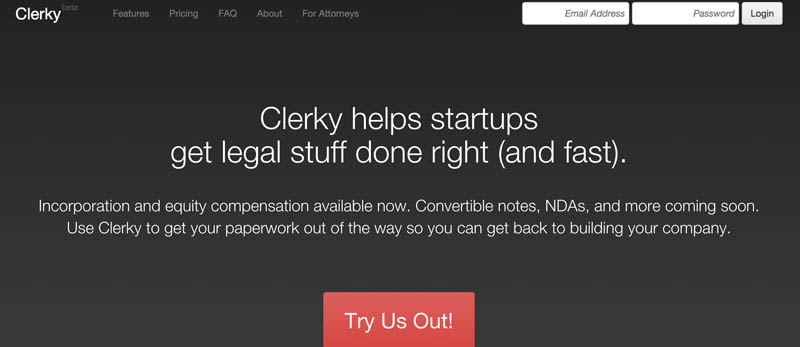 Clerky beta Features Pricing FAQ About For Attorneys Email Address Password Login
Clerky helps startups
get legal stuff done right (and fast).
Incorporation and equity compensation available now. Convertible notes, NDAs, and more coming soon.
Use Clerky to get your paperwork out of the way so you can get back to building your company.
Try Us Out!